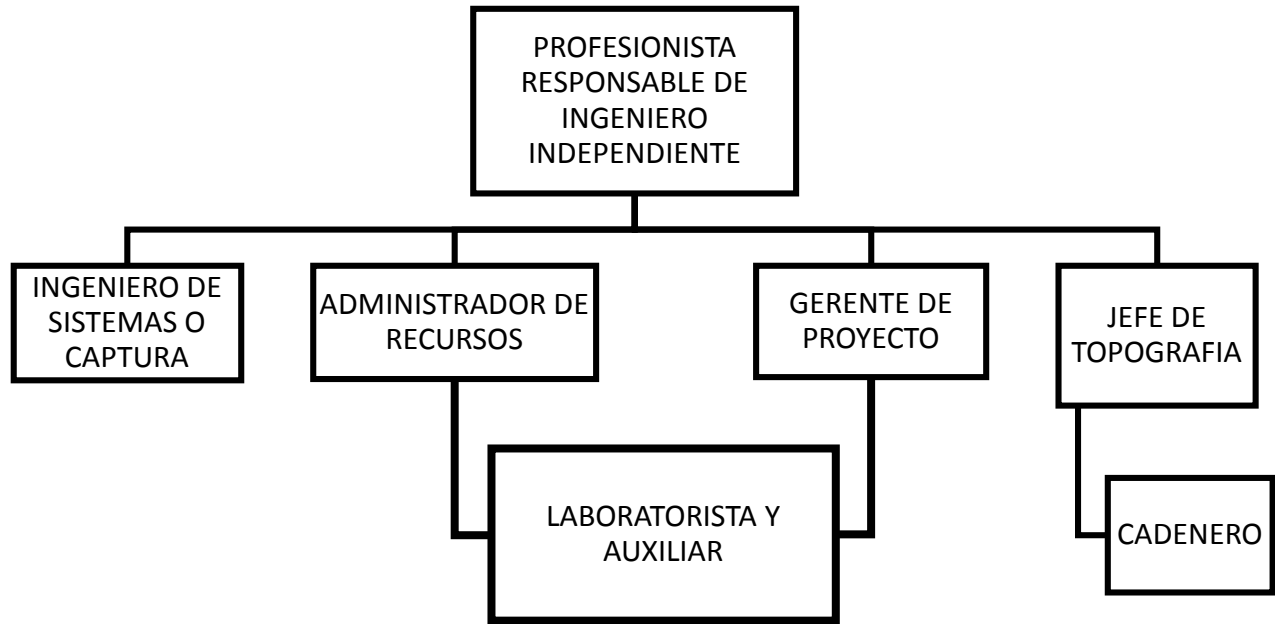 PROFESIONISTA
RESPONSABLE DE
INGENIERO
INDEPENDIENTE
INGENIERO DE
SISTEMAS O
CAPTURA
ADMINISTRADOR DE
RECURSOS
GERENTE DE
PROYECTO
JEFE DE
TOPOGRAFIA
LABORATORISTA Y
AUXILIAR
CADENERO